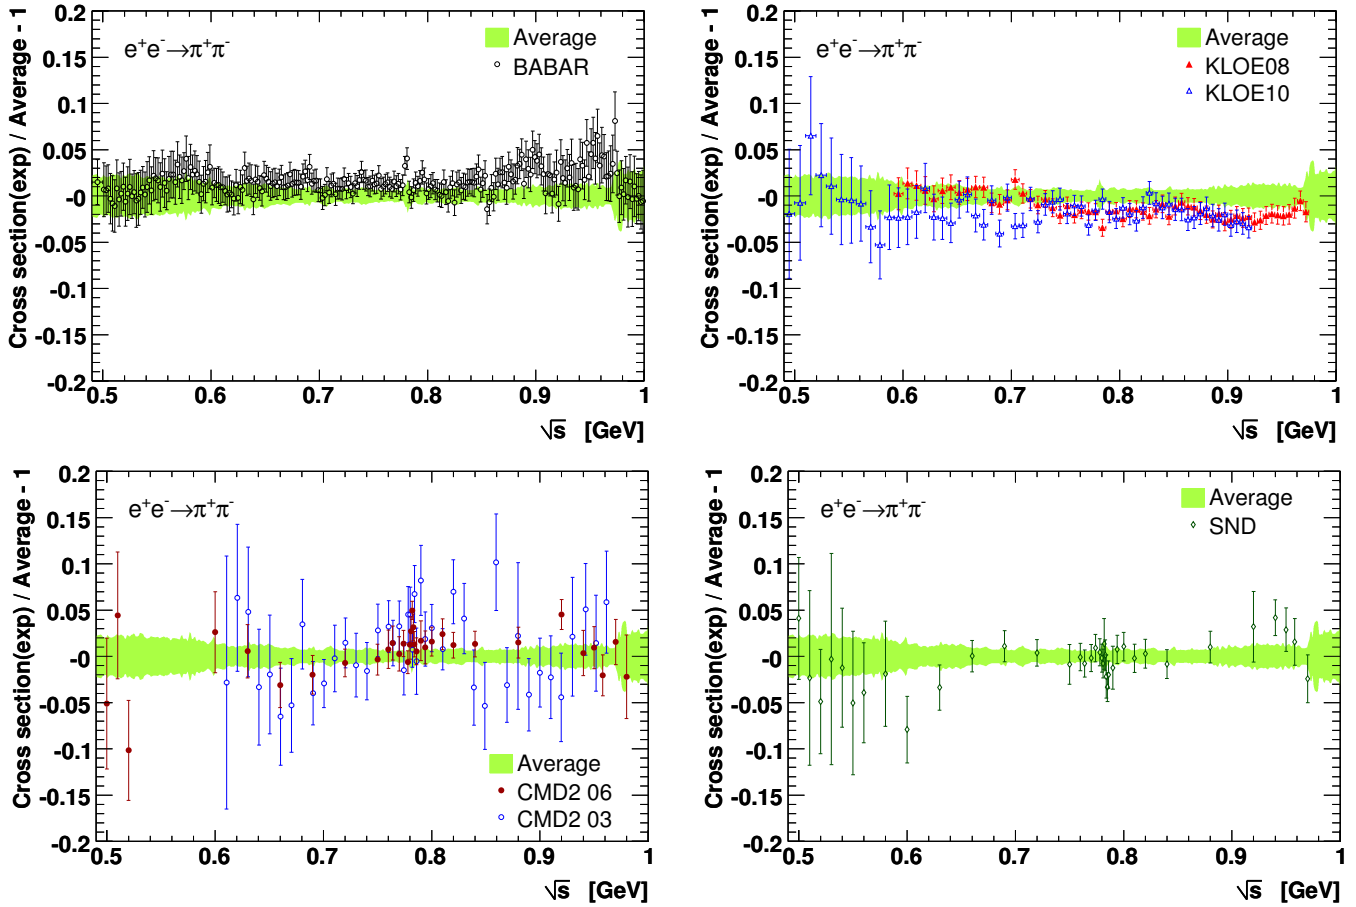 Cross section(exp) / Average - 1
0.2
0.15
0.1
0.05
-0
-0.05
-0.1
-0.15
-0.2
e⁺e⁻→π⁺π⁻
Average
BABAR
0.5 0.6 0.7 0.8 0.9 1
√s [GeV]
Cross section(exp) / Average - 1
0.2
0.15
0.1
0.05
-0
-0.05
-0.1
-0.15
-0.2
e⁺e⁻→π⁺π⁻
Average
KLOE08
KLOE10
0.5 0.6 0.7 0.8 0.9 1
√s [GeV]
Cross section(exp) / Average - 1
0.2
0.15
0.1
0.05
-0
-0.05
-0.1
-0.15
-0.2
e⁺e⁻→π⁺π⁻
Average
CMD2 06
CMD2 03
0.5 0.6 0.7 0.8 0.9 1
√s [GeV]
Cross section(exp) / Average - 1
0.2
0.15
0.1
0.05
-0
-0.05
-0.1
-0.15
-0.2
e⁺e⁻→π⁺π⁻
Average
SND
0.5 0.6 0.7 0.8 0.9 1
√s [GeV]